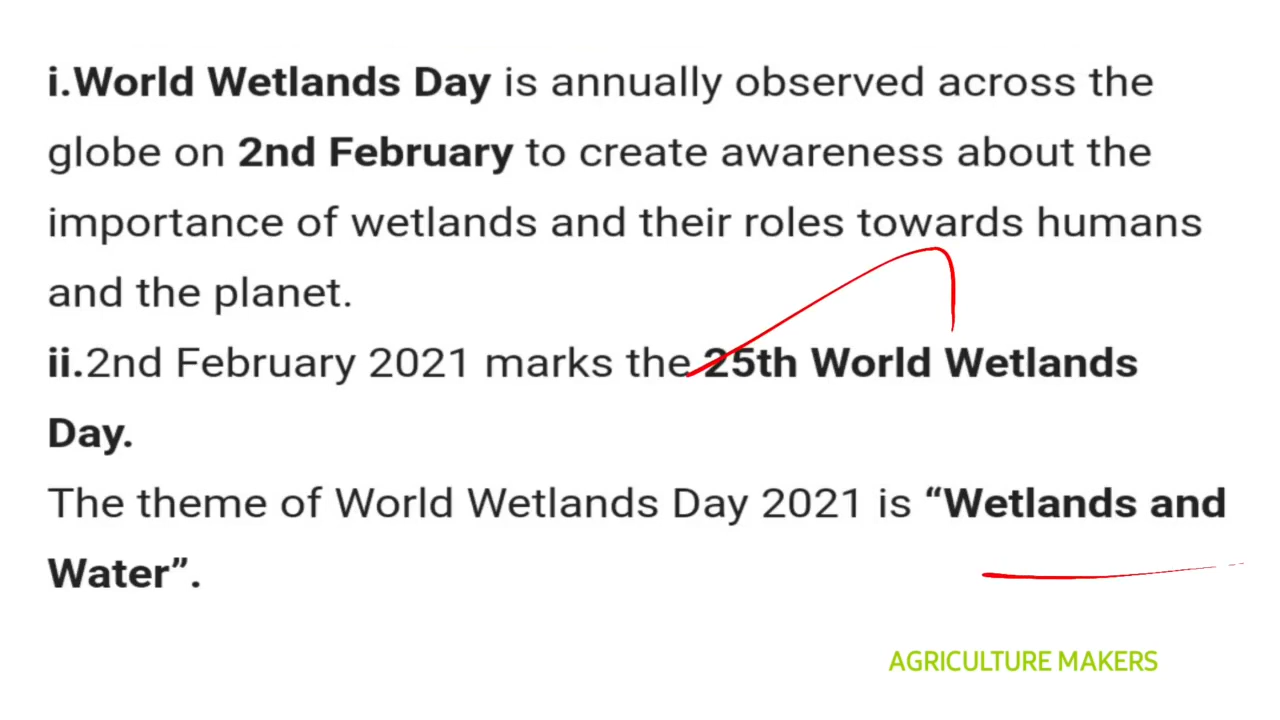 i.World Wetlands Day is annually observed across the
globe on 2nd February to create awareness about the
importance of wetlands and their roles towards humans
and the planet.
ii.2nd February 2021 marks the 25th World Wetlands
Day.
The theme of World Wetlands Day 2021 is “Wetlands and
Water”.
AGRICULTURE MAKERS